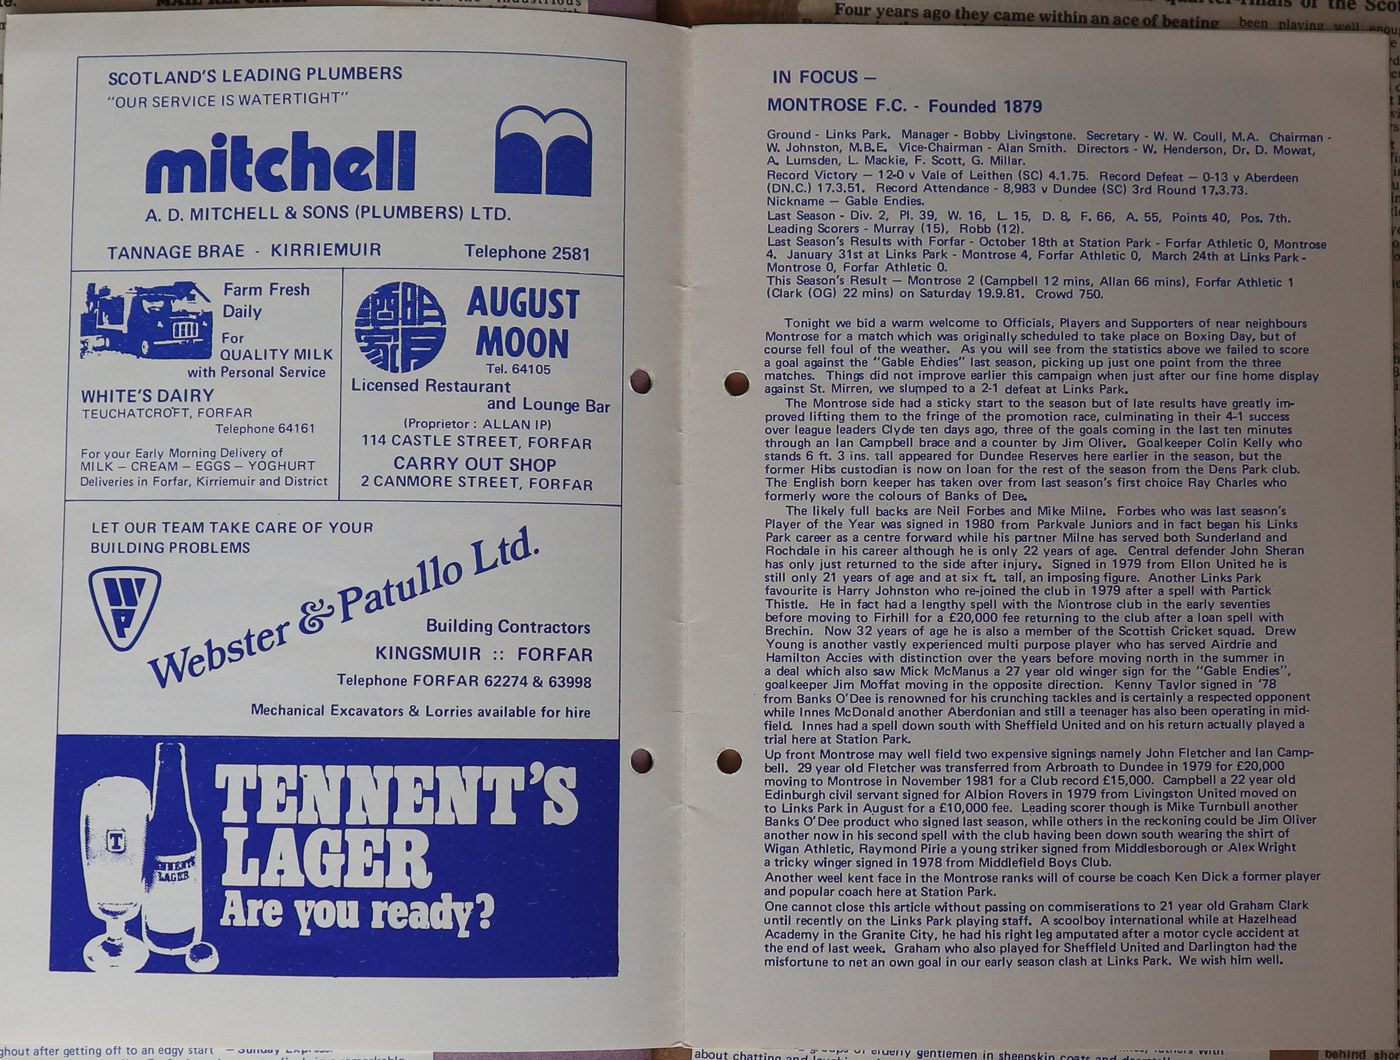 MAIL REPORTER
Four years ago they came within an ace of beating
SCOTLAND'S LEADING PLUMBERS
"OUR SERVICE IS WATERTIGHT"
mitchell
A. D. MITCHELL & SONS (PLUMBERS) LTD.
TANNAGE BRAE - KIRRIEMUIR Telephone 2581
Farm Fresh
Daily
For
QUALITY MILK
with Personal Service
WHITE'S DAIRY
TEUCHATCROFT, FORFAR
Telephone 64161
For your Early Morning Delivery of
MILK – CREAM – EGGS – YOGHURT
Deliveries in Forfar, Kirriemuir and District
AUGUST
MOON
Tel. 64105
Licensed Restaurant
and Lounge Bar
(Proprietor : ALLAN IP)
114 CASTLE STREET, FORFAR
CARRY OUT SHOP
2 CANMORE STREET, FORFAR
LET OUR TEAM TAKE CARE OF YOUR
BUILDING PROBLEMS
WP
Webster & Patullo Ltd.
Building Contractors
KINGSMUIR :: FORFAR
Telephone FORFAR 62274 & 63998
Mechanical Excavators & Lorries available for hire
T
TENNENT'S
LAGER
TENNENT'S
LAGER
Are you ready?
IN FOCUS —
MONTROSE F.C. - Founded 1879
Ground - Links Park. Manager - Bobby Livingstone. Secretary - W. W. Coull, M.A. Chairman -
W. Johnston, M.B.E. Vice-Chairman - Alan Smith. Directors - W. Henderson, Dr. D. Mowat,
A. Lumsden, L. Mackie, F. Scott, G. Millar.
Record Victory — 12-0 v Vale of Leithen (SC) 4.1.75. Record Defeat — 0-13 v Aberdeen
(DN.C.) 17.3.51. Record Attendance - 8,983 v Dundee (SC) 3rd Round 17.3.73.
Nickname — Gable Endies.
Last Season - Div. 2, Pl. 39, W. 16, L. 15, D. 8, F. 66, A. 55, Points 40, Pos. 7th.
Leading Scorers - Murray (15), Robb (12).
Last Season's Results with Forfar - October 18th at Station Park - Forfar Athletic 0, Montrose
4. January 31st at Links Park - Montrose 4, Forfar Athletic 0, March 24th at Links Park -
Montrose 0, Forfar Athletic 0.
This Season's Result — Montrose 2 (Campbell 12 mins, Allan 66 mins), Forfar Athletic 1
(Clark (OG) 22 mins) on Saturday 19.9.81. Crowd 750.
Tonight we bid a warm welcome to Officials, Players and Supporters of near neighbours
Montrose for a match which was originally scheduled to take place on Boxing Day, but of
course fell foul of the weather. As you will see from the statistics above we failed to score
a goal against the "Gable Endies" last season, picking up just one point from the three
matches. Things did not improve earlier this campaign when just after our fine home display
against St. Mirren, we slumped to a 2-1 defeat at Links Park.
The Montrose side had a sticky start to the season but of late results have greatly im-
proved lifting them to the fringe of the promotion race, culminating in their 4-1 success
over league leaders Clyde ten days ago, three of the goals coming in the last ten minutes
through an Ian Campbell brace and a counter by Jim Oliver. Goalkeeper Colin Kelly who
stands 6 ft. 3 ins. tall appeared for Dundee Reserves here earlier in the season, but the
former Hibs custodian is now on loan for the rest of the season from the Dens Park club.
The English born keeper has taken over from last season's first choice Ray Charles who
formerly wore the colours of Banks of Dee.
The likely full backs are Neil Forbes and Mike Milne. Forbes who was last season's
Player of the Year was signed in 1980 from Parkvale Juniors and in fact began his Links
Park career as a centre forward while his partner Milne has served both Sunderland and
Rochdale in his career although he is only 22 years of age. Central defender John Sheran
has only just returned to the side after injury. Signed in 1979 from Ellon United he is
still only 21 years of age and at six ft. tall, an imposing figure. Another Links Park
favourite is Harry Johnston who re-joined the club in 1979 after a spell with Partick
Thistle. He in fact had a lengthy spell with the Montrose club in the early seventies
before moving to Firhill for a £20,000 fee returning to the club after a loan spell with
Brechin. Now 32 years of age he is also a member of the Scottish Cricket squad. Drew
Young is another vastly experienced multi purpose player who has served Airdrie and
Hamilton Accies with distinction over the years before moving north in the summer in
a deal which also saw Mick McManus a 27 year old winger sign for the "Gable Endies",
goalkeeper Jim Moffat moving in the opposite direction. Kenny Taylor signed in '78
from Banks O'Dee is renowned for his crunching tackles and is certainly a respected opponent
while Innes McDonald another Aberdonian and still a teenager has also been operating in mid-
field. Innes had a spell down south with Sheffield United and on his return actually played a
trial here at Station Park.
Up front Montrose may well field two expensive signings namely John Fletcher and Ian Camp-
bell. 29 year old Fletcher was transferred from Arbroath to Dundee in 1979 for £20,000
moving to Montrose in November 1981 for a Club record £15,000. Campbell a 22 year old
Edinburgh civil servant signed for Albion Rovers in 1979 from Livingston United moved on
to Links Park in August for a £10,000 fee. Leading scorer though is Mike Turnbull another
Banks O'Dee product who signed last season, while others in the reckoning could be Jim Oliver
another now in his second spell with the club having been down south wearing the shirt of
Wigan Athletic, Raymond Pirie a young striker signed from Middlesborough or Alex Wright
a tricky winger signed in 1978 from Middlefield Boys Club.
Another weel kent face in the Montrose ranks will of course be coach Ken Dick a former player
and popular coach here at Station Park.
One cannot close this article without passing on commiserations to 21 year old Graham Clark
until recently on the Links Park playing staff. A scoolboy international while at Hazelhead
Academy in the Granite City, he had his right leg amputated after a motor cycle accident at
the end of last week. Graham who also played for Sheffield United and Darlington had the
misfortune to net an own goal in our early season clash at Links Park. We wish him well.
ghout after getting off to an edgy start — Sunday Express.
about chatting and